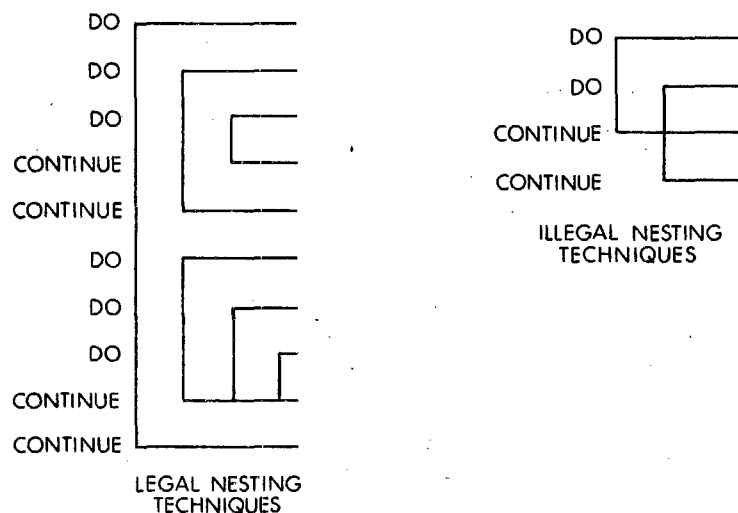 DO
DO
DO
CONTINUE
CONTINUE
DO
DO
DO
CONTINUE
CONTINUE
LEGAL NESTING
TECHNIQUES
DO
DO
CONTINUE
CONTINUE
ILLEGAL NESTING
TECHNIQUES